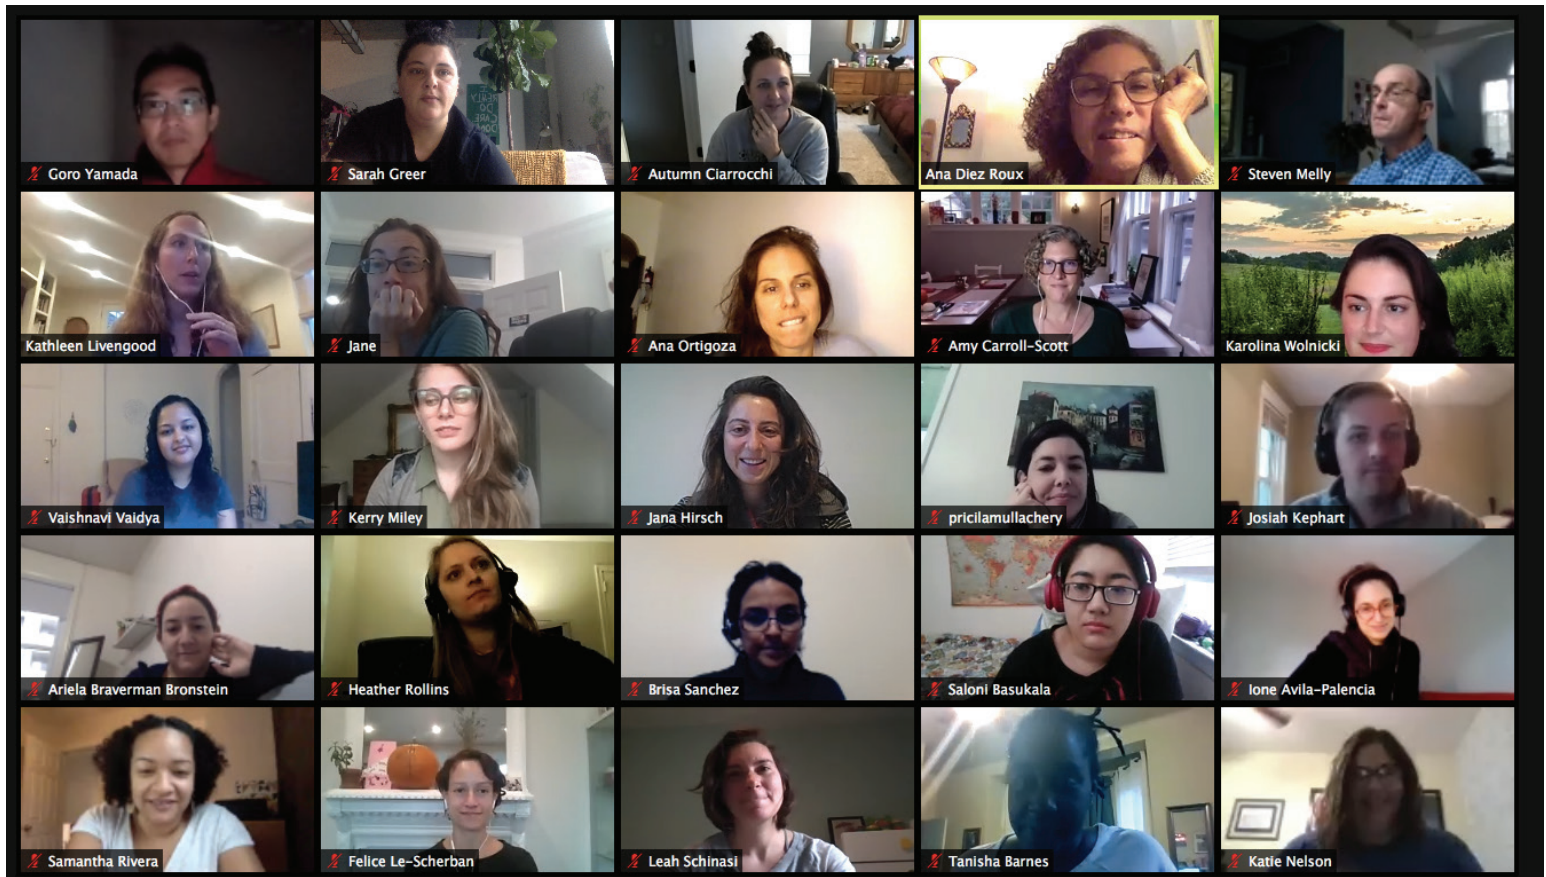 Goro Yamada
Sarah Greer
Autumn Ciarrocchi
Ana Diez Roux
Steven Melly
Kathleen Livengood
Jane
Ana Ortigoza
Amy Carroll-Scott
Karolina Wolnicki
Vaishnavi Vaidya
Kerry Miley
Jana Hirsch
pricilamullachery
Josiah Kephart
Ariela Braverman Bronstein
Heather Rollins
Brisa Sanchez
Saloni Basukala
Ione Avila-Palencia
Samantha Rivera
Felice Le-Scherban
Leah Schinasi
Tanisha Barnes
Katie Nelson